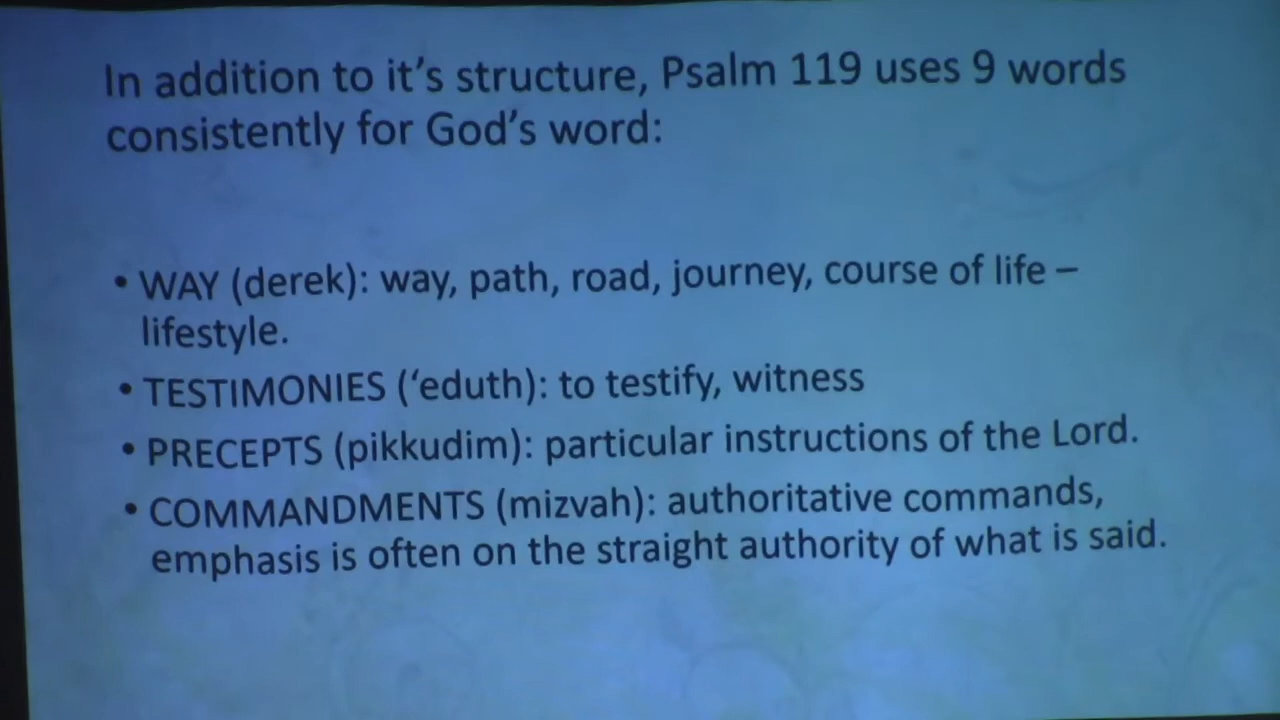 In addition to it's structure, Psalm 119 uses 9 words
consistently for God's word:
• WAY (derek): way, path, road, journey, course of life –
lifestyle.
• TESTIMONIES (‘eduth): to testify, witness
• PRECEPTS (pikkudim): particular instructions of the Lord.
• COMMANDMENTS (mizvah): authoritative commands,
emphasis is often on the straight authority of what is said.